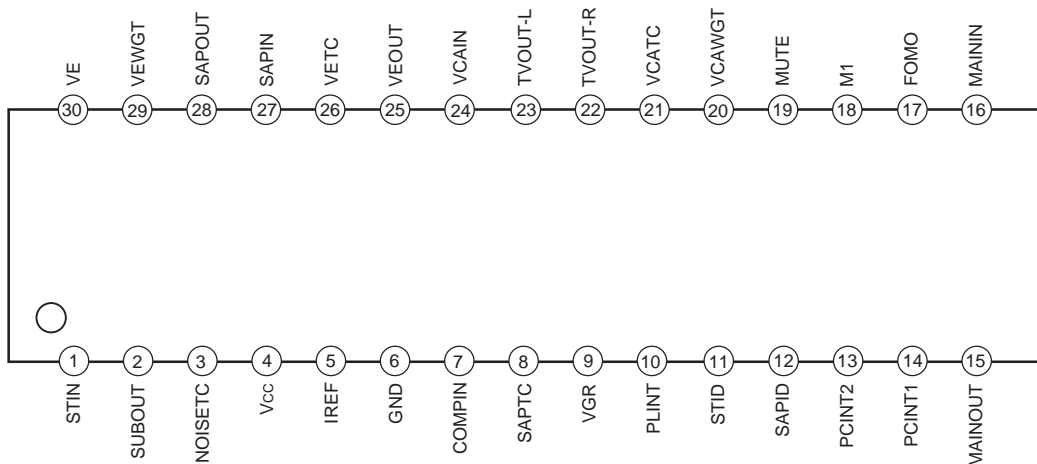 VE VEWGT SAPOUT SAPIN VETC VEOUT VCAIN TVOUT-L TVOUT-R VCATC VCAWGT MUTE M1 FOMO MAININ
30 29 28 27 26 25 24 23 22 21 20 19 18 17 16
1 2 3 4 5 6 7 8 9 10 11 12 13 14 15
STIN SUBOUT NOISETC Vcc IREF GND COMPIN SAPTC VGR PLINT STID SAPID PCINT2 PCINT1 MAINOUT